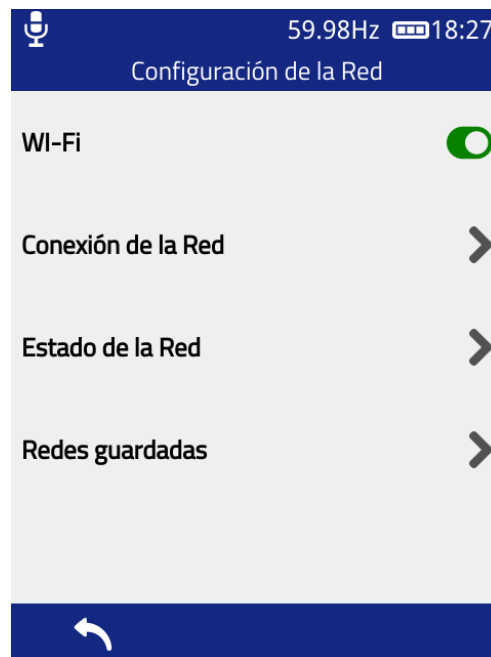 59.98Hz 18:27
Configuración de la Red
WI-Fi
Conexión de la Red
Estado de la Red
Redes guardadas